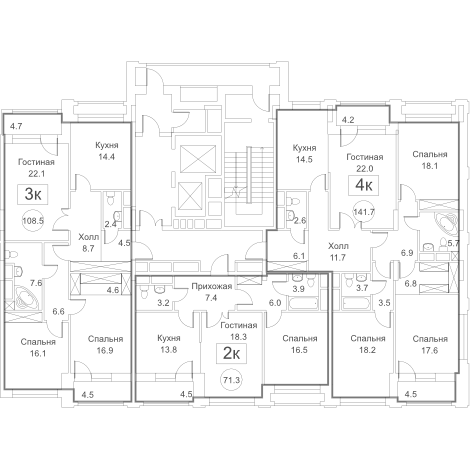 4.7
Гостиная
22.1
3к
108.5
Кухня
14.4
2.4
Холл
8.7
4.5
7.6
4.6
6.6
Спальня
16.1
Спальня
16.9
4.5
Прихожая
7.4
3.2
6.0
3.9
Кухня
13.8
Гостиная
18.3
2к
71.3
Спальня
16.5
4.5
4.2
Кухня
14.5
Гостиная
22.0
4к
141.7
Спальня
18.1
2.6
6.1
Холл
11.7
6.9
5.7
6.8
3.7
3.5
Спальня
18.2
Спальня
17.6
4.5